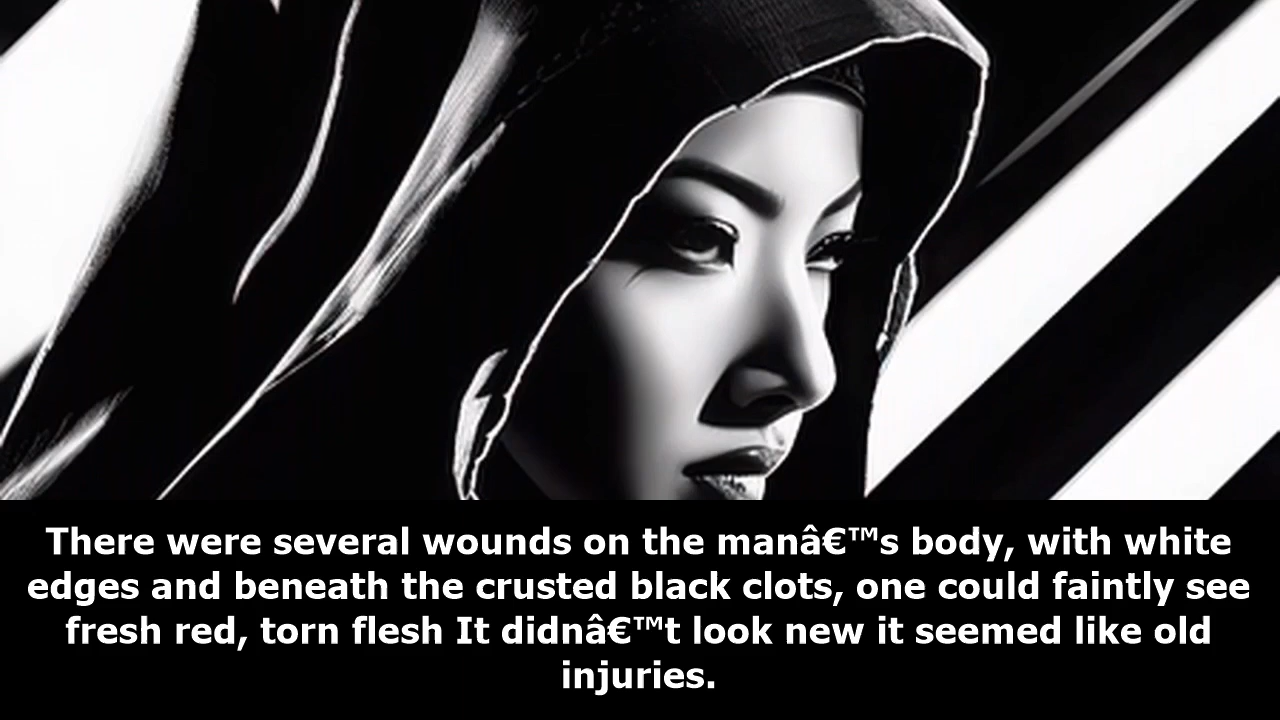 There were several wounds on the manâ€™s body, with white
edges and beneath the crusted black clots, one could faintly see
fresh red, torn flesh It didnâ€™t look new it seemed like old
injuries.